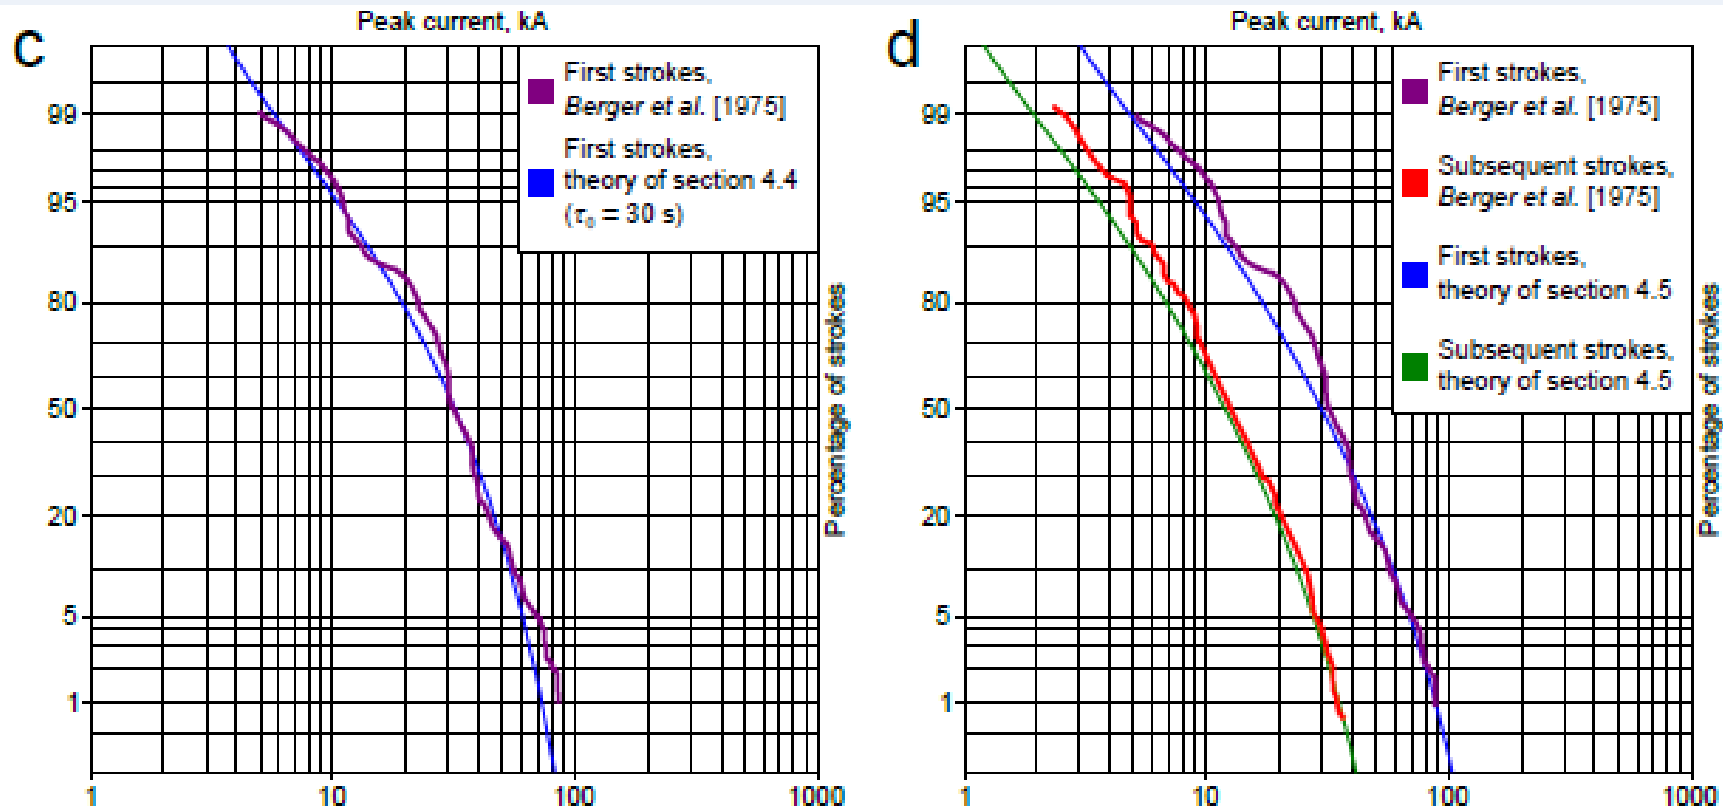 c
Peak current, kA
99
95
80
50
20
5
1
1
10
100
1000
First strokes,
Berger et al. [1975]
First strokes,
theory of section 4.4
(τ₀ = 30 s)
Percentage of strokes
d
Peak current, kA
99
95
80
50
20
5
1
1
10
100
1000
First strokes,
Berger et al. [1975]
Subsequent strokes,
Berger et al. [1975]
First strokes,
theory of section 4.5
Subsequent strokes,
theory of section 4.5
Percentage of strokes